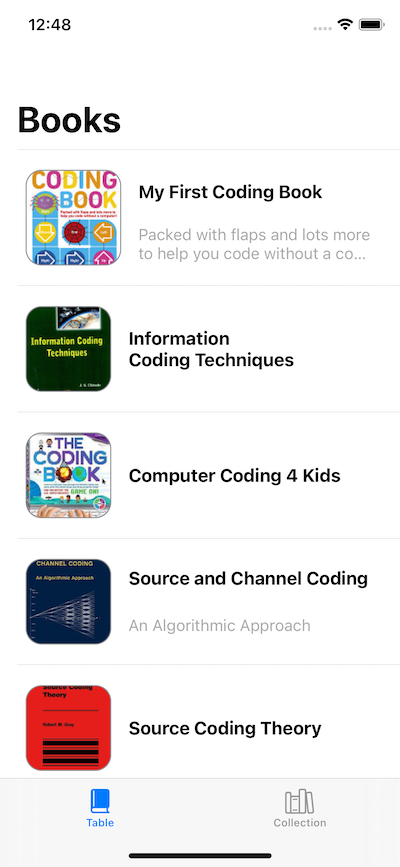 12:48
Books
CODING
BOOK
Packed with flaps and lots more to
help you code without a computer!
My First Coding Book
Packed with flaps and lots more
to help you code without a co...
Information Coding
Techniques
Information
Coding Techniques
THE
CODING
BOOK
GAME ON!
Computer Coding 4 Kids
CHANNEL CODING
An Algorithmic Approach
Source and Channel Coding
An Algorithmic Approach
Source Coding
Theory
Robert M. Gray
Source Coding Theory
Table
Collection